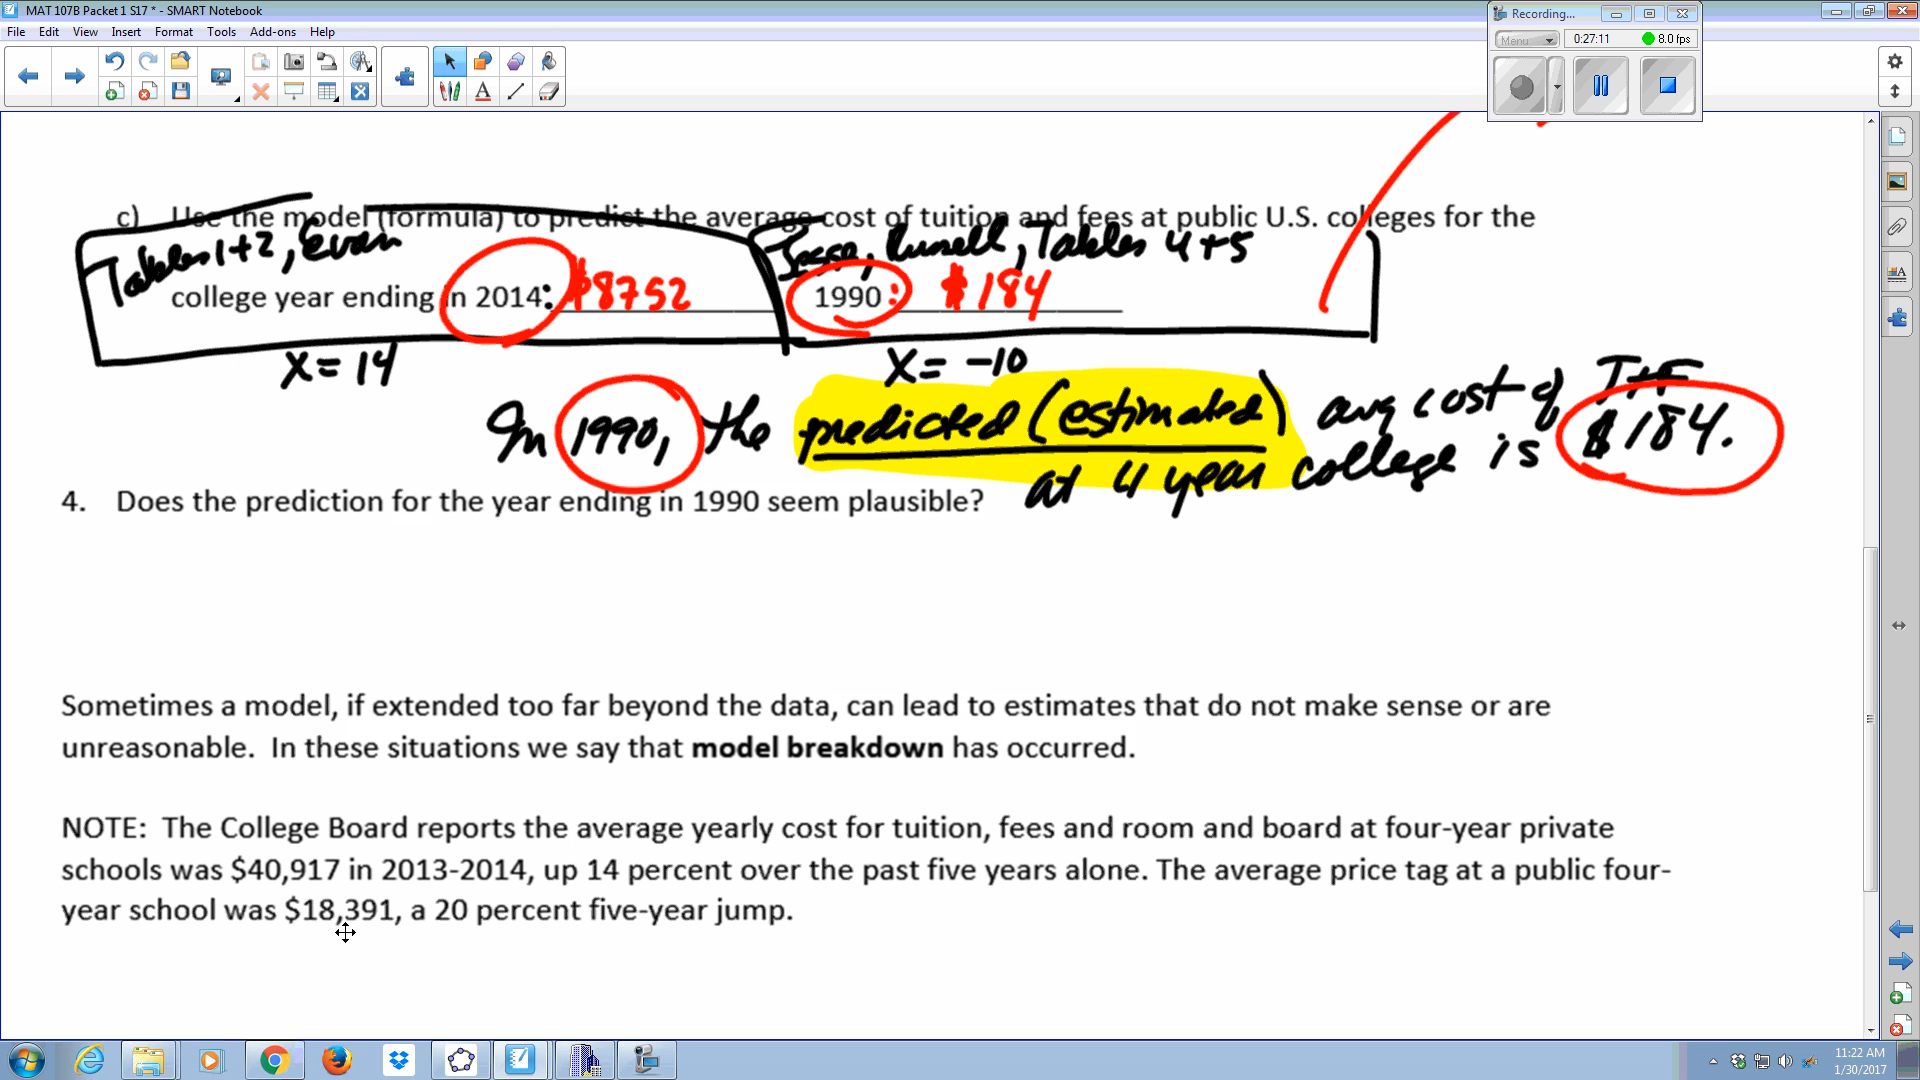 MAT 107B Packet 1 S17 * - SMART Notebook
File Edit View Insert Format Tools Add-ons Help
Recording...
Menu 0:27:11 8.0 fps
c) Use the model (formula) to predict the average cost of tuition and fees at public U.S. colleges for the
Tables 1+2, Evan Jesse, Russell, Tables 4+5
college year ending in 2014: $8752 1990: $184
X = 14 X = -10
In 1990, the predicted (estimated) avg cost of T+F
at 4 year college is $184.
4. Does the prediction for the year ending in 1990 seem plausible?
Sometimes a model, if extended too far beyond the data, can lead to estimates that do not make sense or are
unreasonable. In these situations we say that model breakdown has occurred.
NOTE: The College Board reports the average yearly cost for tuition, fees and room and board at four-year private
schools was $40,917 in 2013-2014, up 14 percent over the past five years alone. The average price tag at a public four-
year school was $18,391, a 20 percent five-year jump.
11:22 AM
1/30/2017